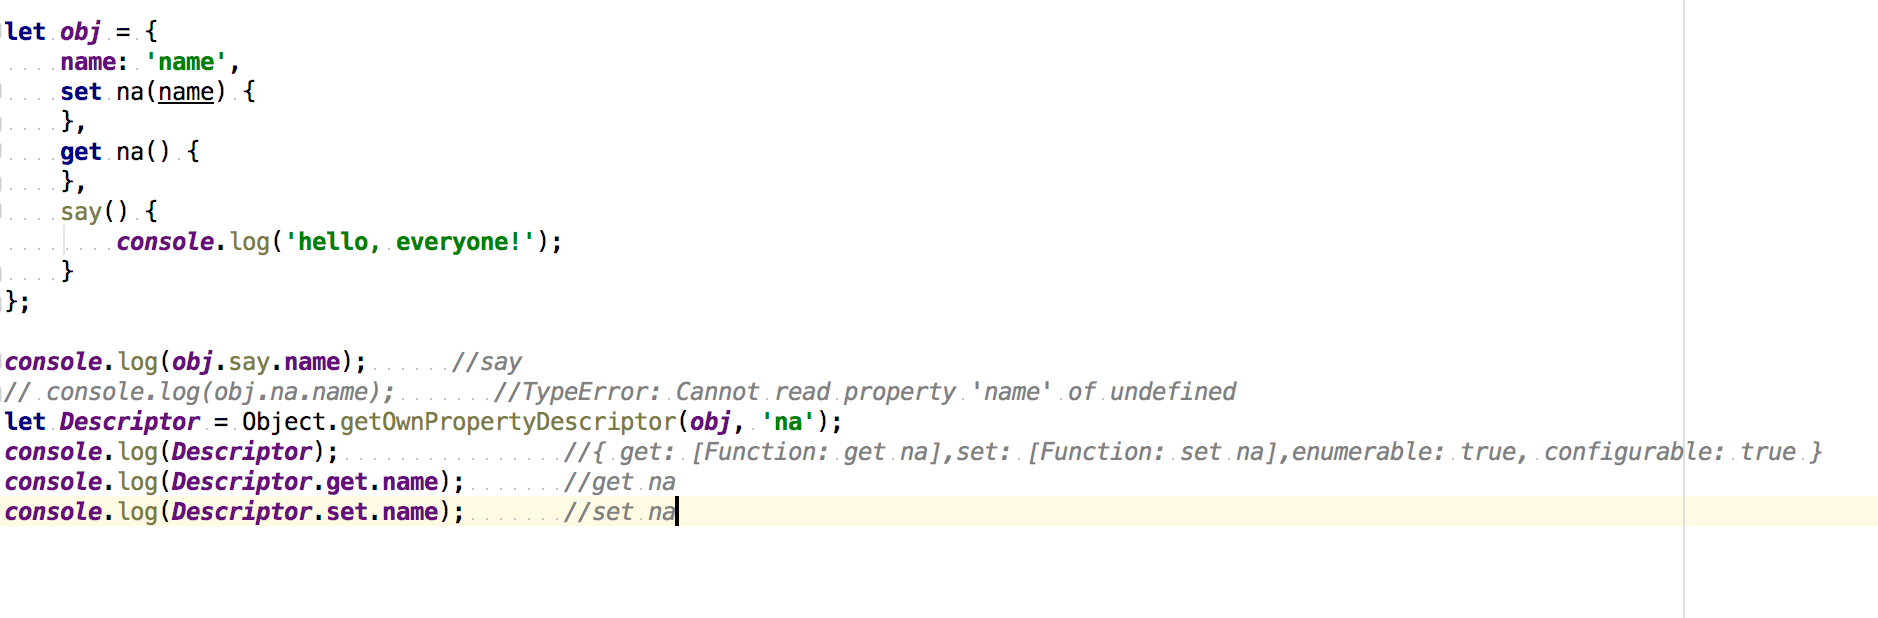 let obj = {
    name: 'name',
    set na(name) {
    },
    get na() {
    },
    say() {
        console.log('hello, everyone!');
    }
};
console.log(obj.say.name);      //say
// console.log(obj.na.name);       //TypeError: Cannot read property 'name' of undefined
let Descriptor = Object.getOwnPropertyDescriptor(obj, 'na');
console.log(Descriptor);                //{ get: [Function: get na],set: [Function: set na],enumerable: true, configurable: true }
console.log(Descriptor.get.name);       //get na
console.log(Descriptor.set.name);       //set na